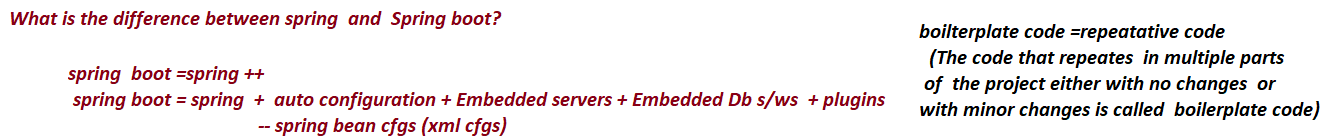 What is the difference between spring and Spring boot?
spring boot =spring ++
spring boot = spring + auto configuration + Embedded servers + Embedded Db s/ws + plugins
-- spring bean cfgs (xml cfgs)
boilterplate code =repeatative code
(The code that repeates in multiple parts
of the project either with no changes or
with minor changes is called boilerplate code)